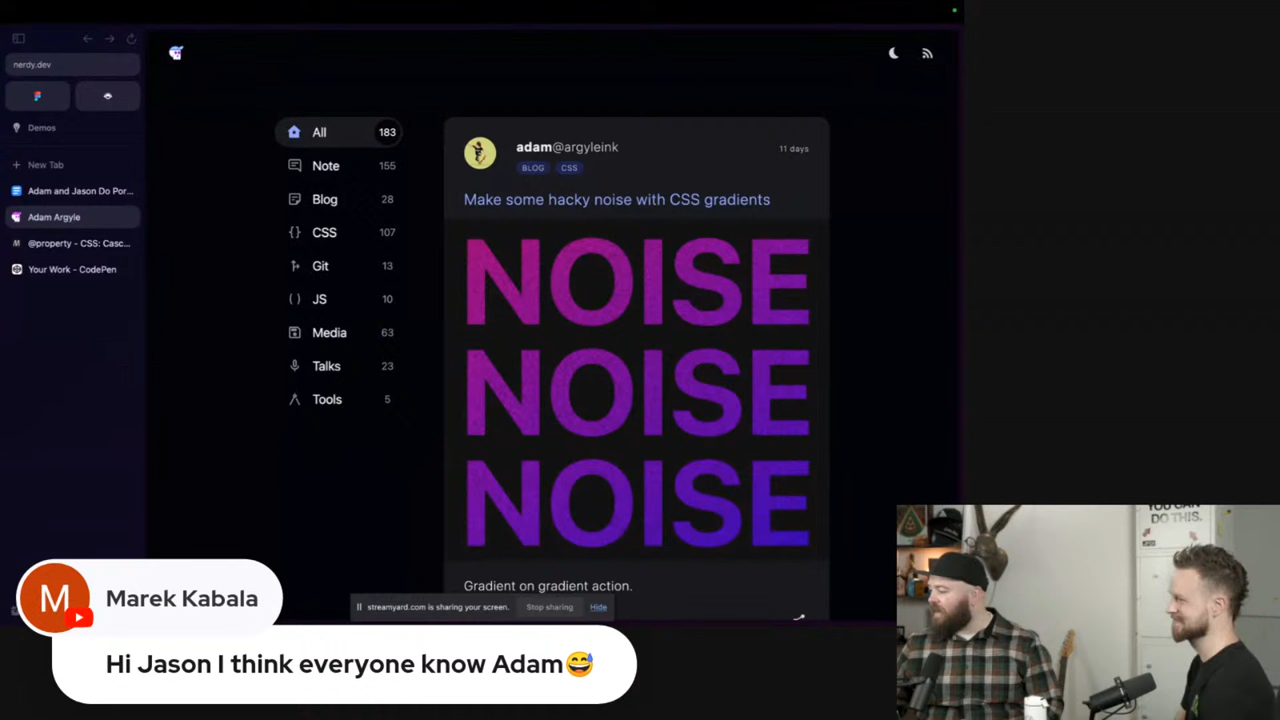 nerdy.dev
Demos
New Tab
Adam and Jason Do Por...
Adam Argyle
@property - CSS: Casc...
Your Work - CodePen
All 183
Note 155
Blog 28
CSS 107
Git 13
JS 10
Media 63
Talks 23
Tools 5
adam@argyleink
11 days
BLOG CSS
Make some hacky noise with CSS gradients
NOISE
NOISE
NOISE
Gradient on gradient action.
streamyard.com is sharing your screen. Stop sharing Hide
M Marek Kabala
Hi Jason I think everyone know Adam😅
YOU CAN
DO THIS.